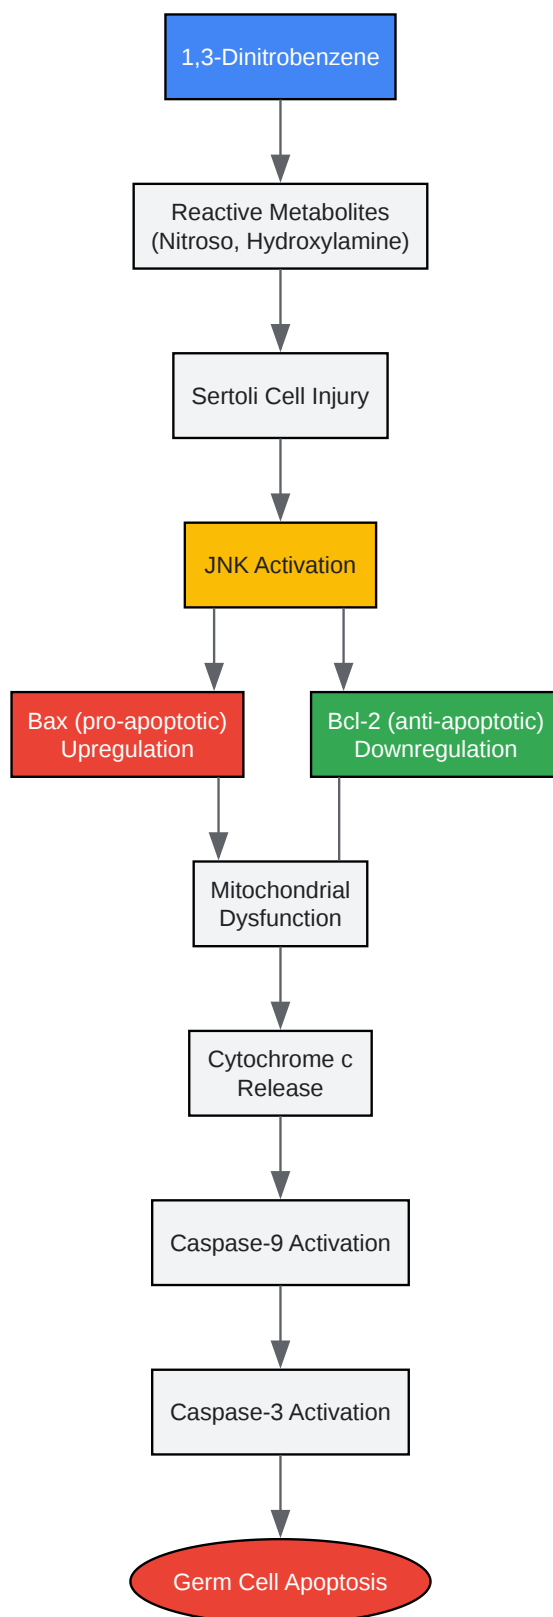 1,3-Dinitrobenzene
Reactive Metabolites
(Nitroso, Hydroxylamine)
Sertoli Cell Injury
JNK Activation
Bax (pro-apoptotic)
Upregulation
Bcl-2 (anti-apoptotic)
Downregulation
Mitochondrial
Dysfunction
Cytochrome c
Release
Caspase-9 Activation
Caspase-3 Activation
Germ Cell Apoptosis